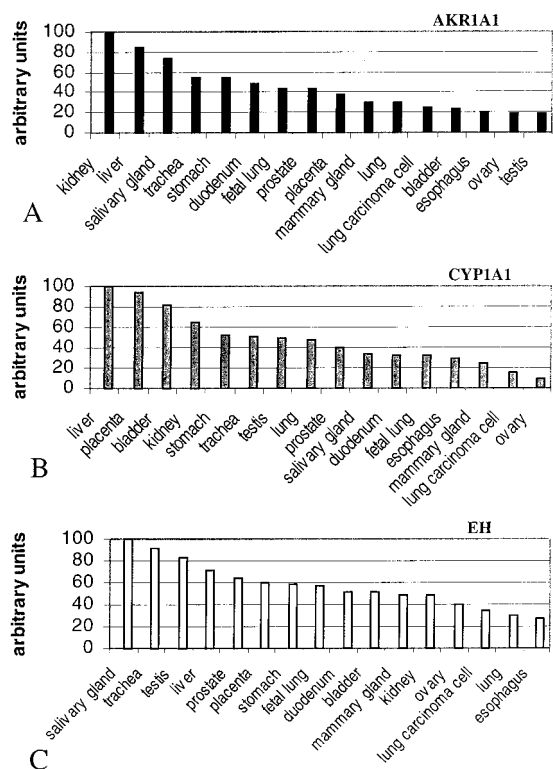 AKR1A1
arbitrary units
100
80
60
40
20
0
kidney
liver
salivary gland
trachea
stomach
duodenum
fetal lung
prostate
placenta
mammary gland
lung
lung carcinoma cell
bladder
esophagus
ovary
testis
A
CYP1A1
arbitrary units
100
80
60
40
20
0
liver
placenta
bladder
kidney
stomach
trachea
testis
lung
prostate
salivary gland
duodenum
fetal lung
esophagus
mammary gland
lung carcinoma cell
ovary
B
EH
arbitrary units
100
80
60
40
20
0
salivary gland
trachea
testis
liver
prostate
placenta
stomach
fetal lung
duodenum
bladder
mammary gland
kidney
ovary
lung carcinoma cell
lung
esophagus
C